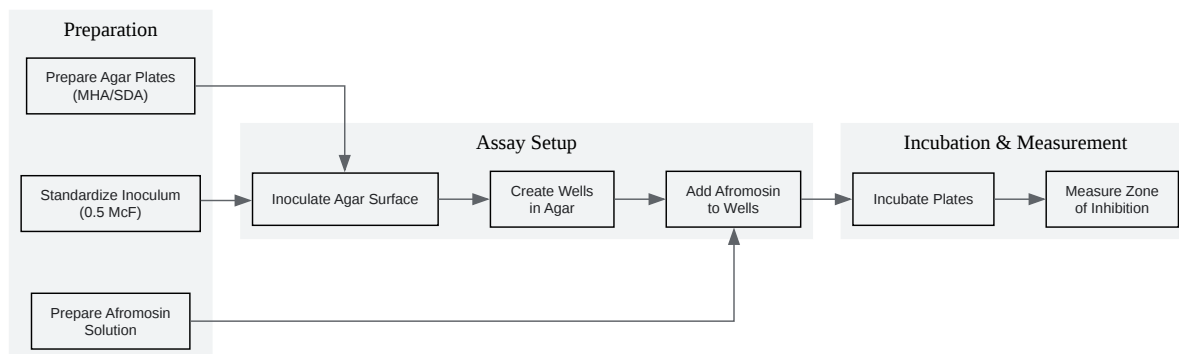 Preparation
Prepare Agar Plates
(MHA/SDA)
Standardize Inoculum
(0.5 McF)
Prepare Afromosin
Solution
Assay Setup
Inoculate Agar Surface
Create Wells
in Agar
Add Afromosin
to Wells
Incubation & Measurement
Incubate Plates
Measure Zone
of Inhibition